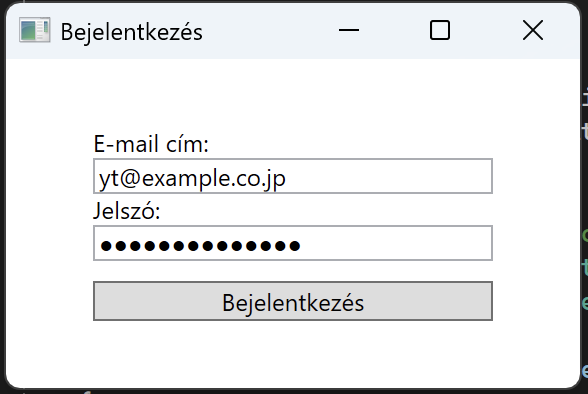 Bejelentkezés
E-mail cím:
yt@example.co.jp
Jelszó:
●●●●●●●●●●●●●●
Bejelentkezés